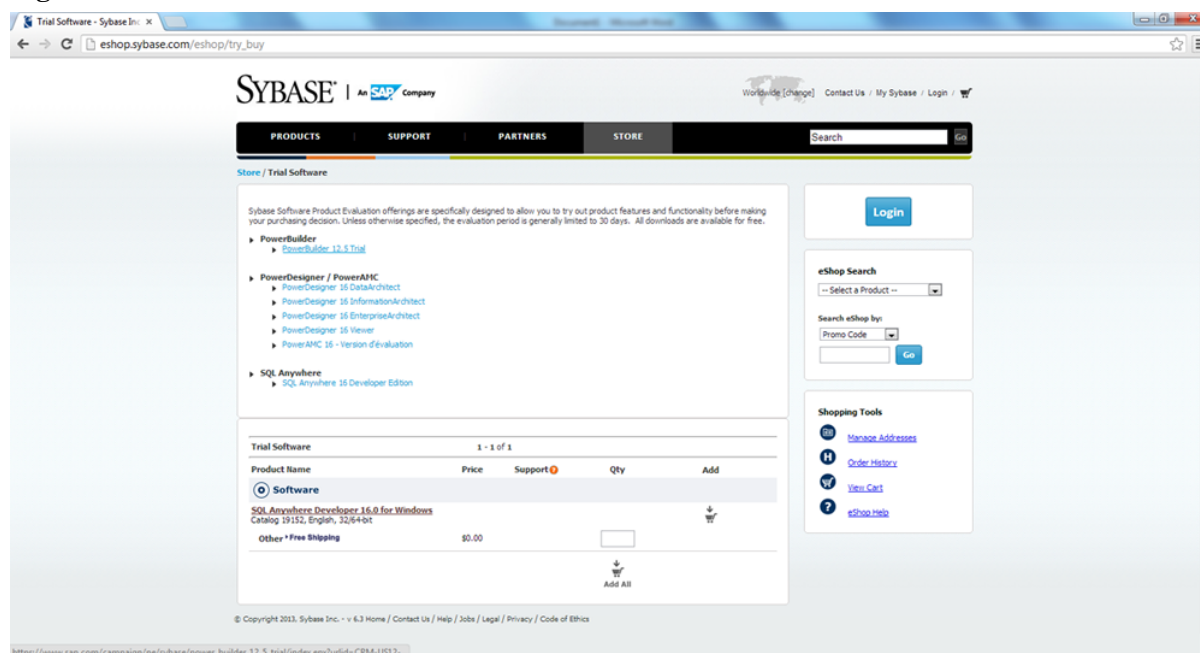 Trial Software - Sybase Inc
Document - Microsoft Word
eshop.sybase.com/eshop/try_buy
SYBASE | An SAP Company
Worldwide [change] Contact Us / My Sybase / Login /
PRODUCTS SUPPORT PARTNERS STORE
Search Go
Store / Trial Software
Sybase Software Product Evaluation offerings are specifically designed to allow you to try out product features and functionality before making
your purchasing decision. Unless otherwise specified, the evaluation period is generally limited to 30 days. All downloads are available for free.
PowerBuilder
PowerBuilder 12.5 Trial
PowerDesigner / PowerAMC
PowerDesigner 16 DataArchitect
PowerDesigner 16 InformationArchitect
PowerDesigner 16 EnterpriseArchitect
PowerDesigner 16 Viewer
PowerAMC 16 - Version d'évaluation
SQL Anywhere
SQL Anywhere 16 Developer Edition
Login
eShop Search
-- Select a Product --
Search eShop by:
Promo Code
Go
Shopping Tools
Manage Addresses
Order History
View Cart
eShop Help
Trial Software 1 - 1 of 1
Product Name Price Support Qty Add
Software
SQL Anywhere Developer 16.0 for Windows
Catalog 19152, English, 32/64-bit
Other Free Shipping $0.00
Add All
© Copyright 2013, Sybase Inc. - v 6.3 Home / Contact Us / Help / Jobs / Legal / Privacy / Code of Ethics